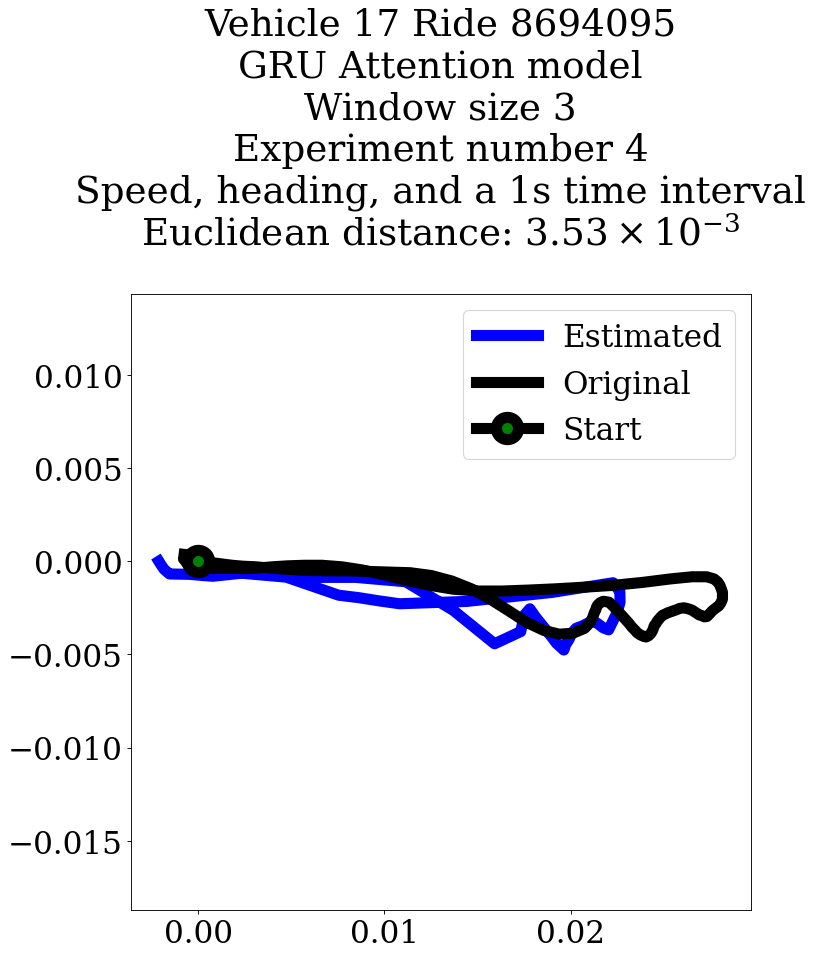 Vehicle 17 Ride 8694095
GRU Attention model
Window size 3
Experiment number 4
Speed, heading, and a 1s time interval
Euclidean distance: 3.53 × 10⁻³
Estimated
Original
Start
0.010
0.005
0.000
−0.005
−0.010
−0.015
0.00 0.01 0.02